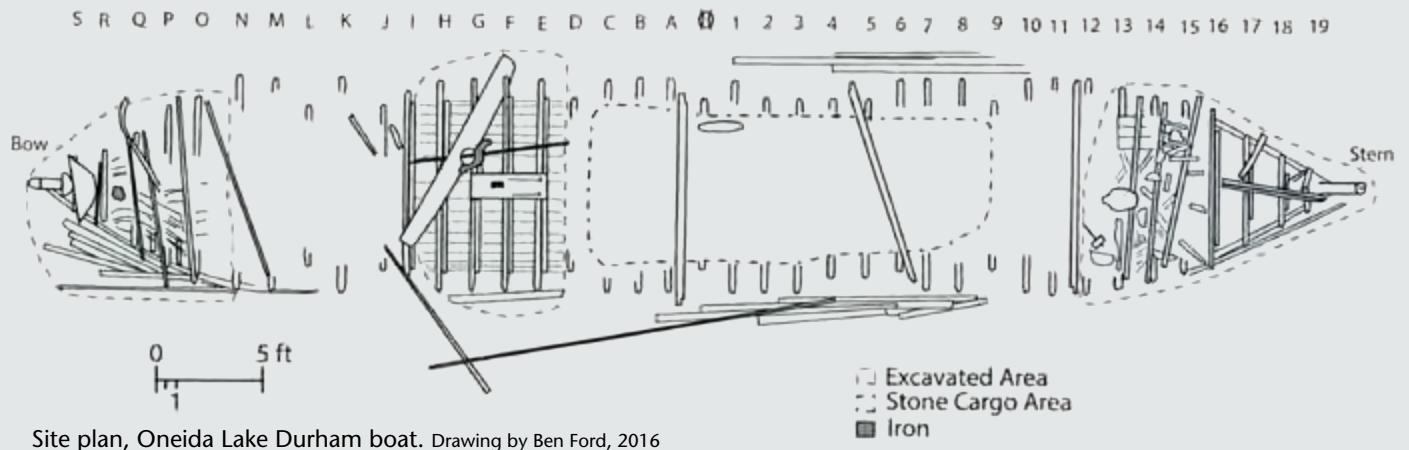 S R Q P O N M L K J I H G F E D C B A 1 2 3 4 5 6 7 8 9 10 11 12 13 14 15 16 17 18 19
Bow
Stern
0 5 ft
1
Excavated Area
Stone Cargo Area
Iron
Site plan, Oneida Lake Durham boat. Drawing by Ben Ford, 2016